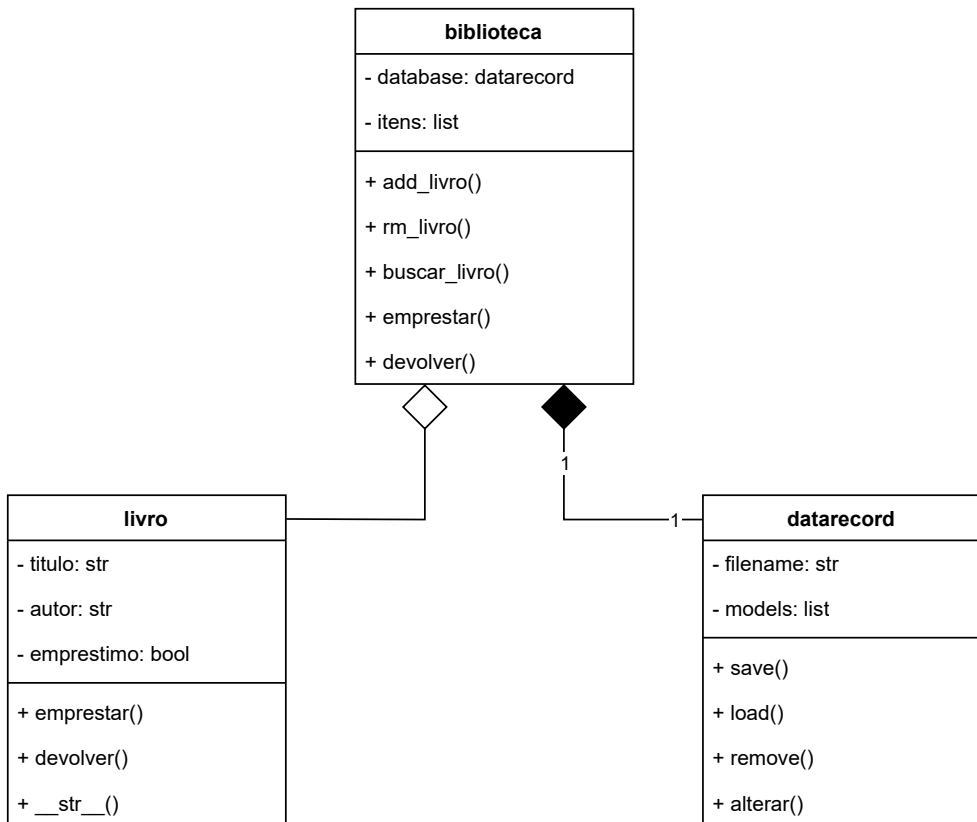 biblioteca
- database: datarecord
- itens: list
+ add_livro()
+ rm_livro()
+ buscar_livro()
+ emprestar()
+ devolver()
1
1
livro
- titulo: str
- autor: str
- emprestimo: bool
+ emprestar()
+ devolver()
+ __str__()
datarecord
- filename: str
- models: list
+ save()
+ load()
+ remove()
+ alterar()